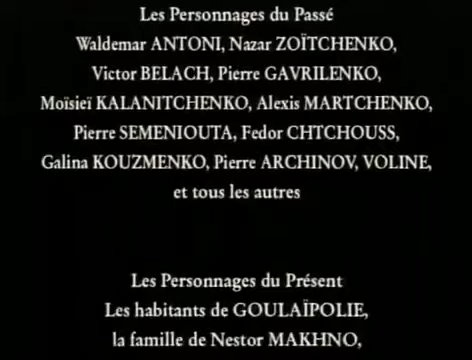 Les Personnages du Passé
Waldemar ANTONI, Nazar ZOÏTCHENKO,
Victor BELACH, Pierre GAVRILENKO,
Moïsieï KALANITCHENKO, Alexis MARTCHENKO,
Pierre SEMENIOUTA, Fedor CHTCHOUSS,
Galina KOUZMENKO, Pierre ARCHINOV, VOLINE,
et tous les autres
Les Personnages du Présent
Les habitants de GOULAÏPOLIE,
la famille de Nestor MAKHNO,